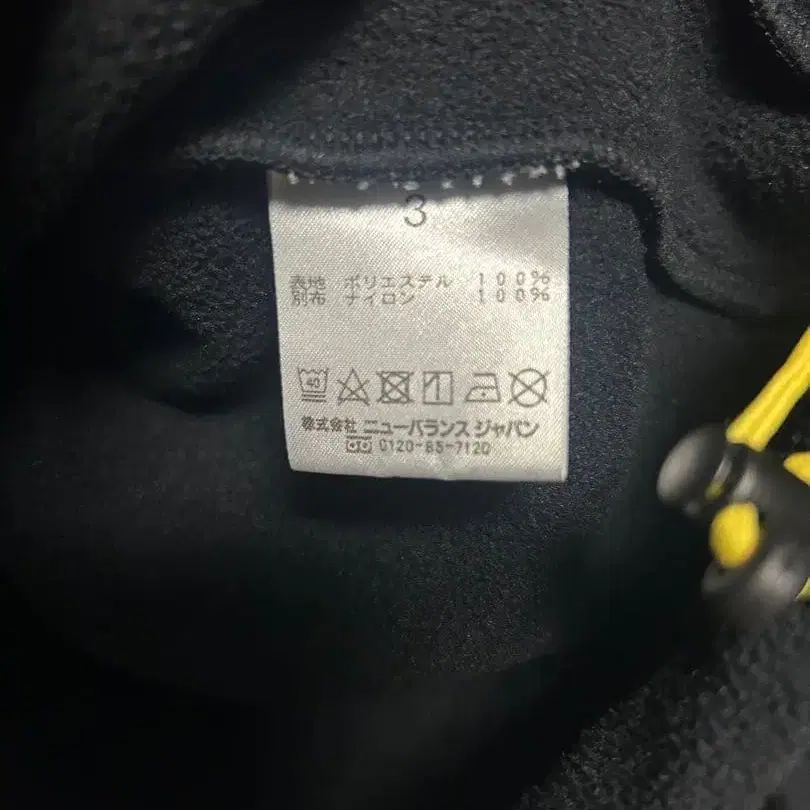 3
表地 ポリエステル 100%
別布 ナイロン 100%
40
株式会社 ニューバランス ジャパン
0120-85-7120